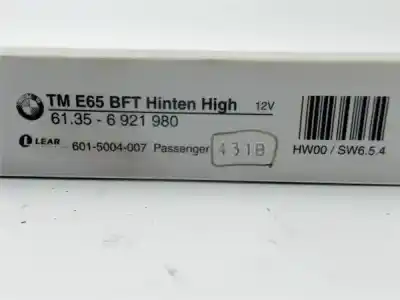 TM E65 BFT Hinten High 12V
61.35 - 6 921 980
LEAR 601-5004-007 Passenger 431B
HW00 / SW6.5.4